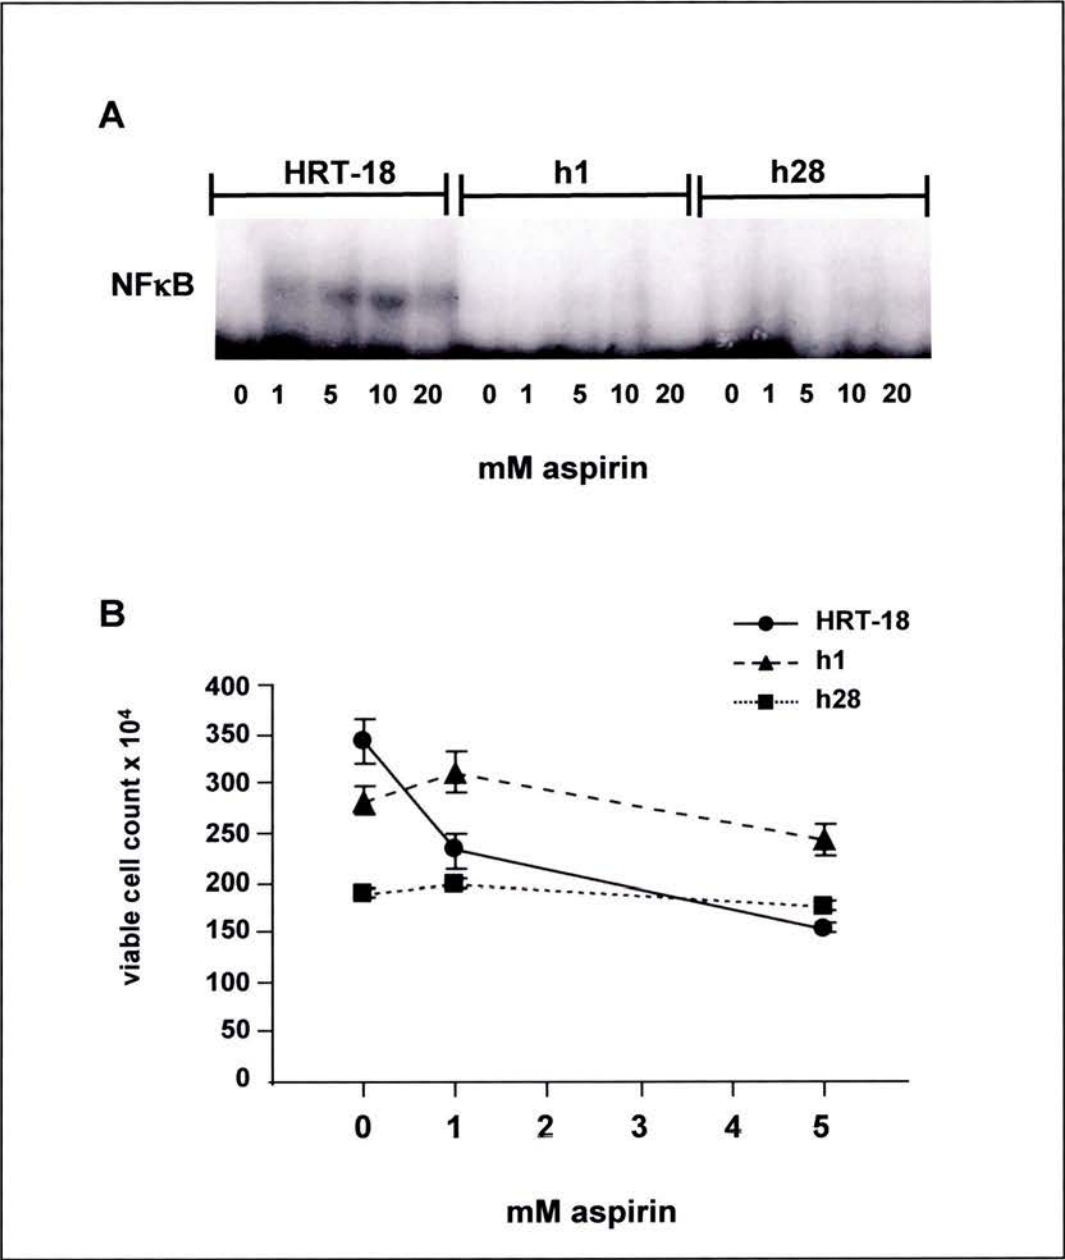 A
HRT-18 h1 h28
NFκB
0 1 5 10 20 0 1 5 10 20 0 1 5 10 20
mM aspirin
B
HRT-18
h1
h28
viable cell count x 10⁴
400
350
300
250
200
150
100
50
0
0 1 2 3 4 5
mM aspirin